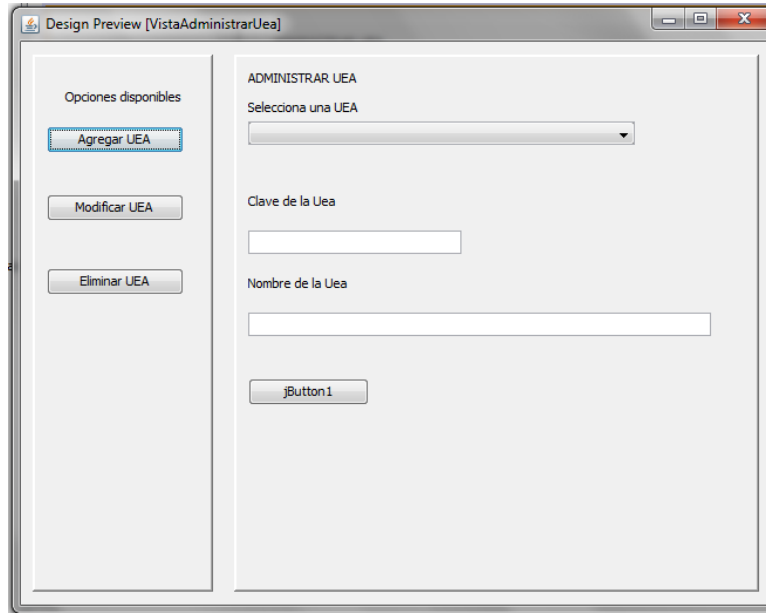 Design Preview [VistaAdministrarUea]
Opciones disponibles
Agregar UEA
Modificar UEA
Eliminar UEA
ADMINISTRAR UEA
Selecciona una UEA
Clave de la Uea
Nombre de la Uea
jButton1